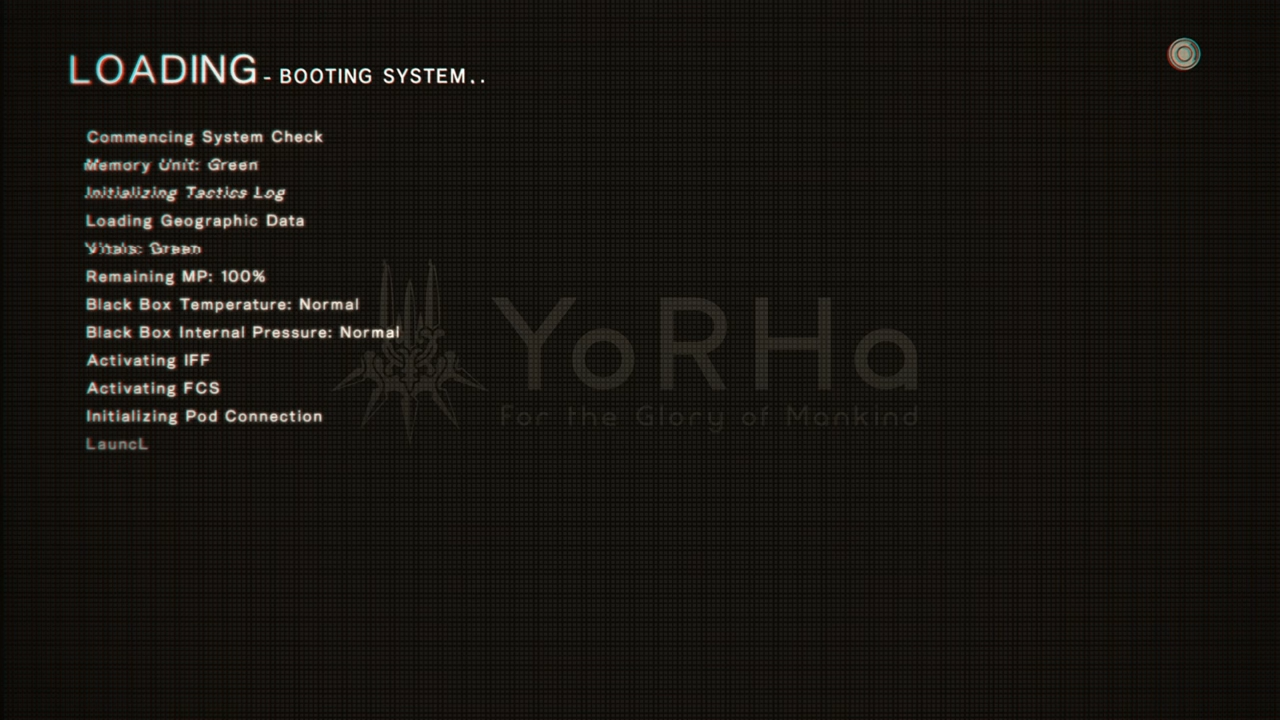 LOADING - BOOTING SYSTEM..
Commencing System Check
Memory Unit: Green
Initializing Tactics Log
Loading Geographic Data
Vitals: Green
Remaining MP: 100%
Black Box Temperature: Normal
Black Box Internal Pressure: Normal
Activating IFF
Activating FCS
Initializing Pod Connection
LauncL
YoRHa
For the Glory of Mankind